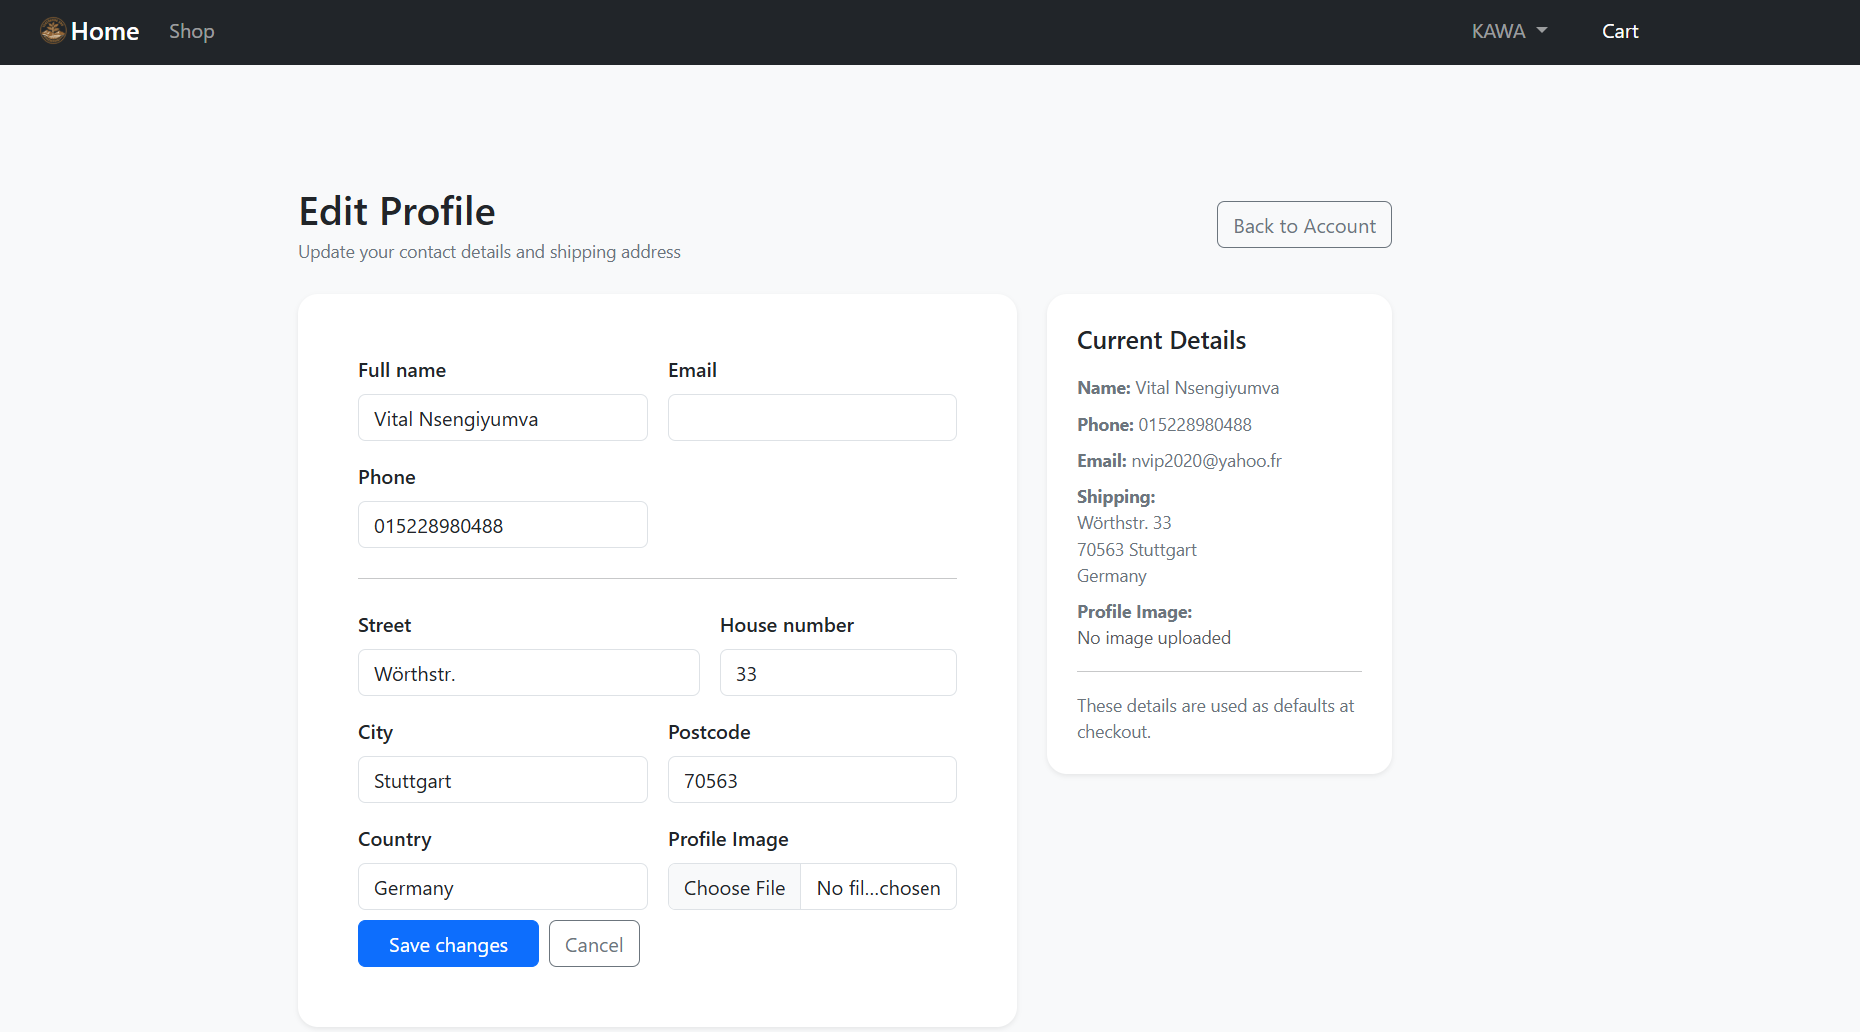 Home Shop KAWA Cart
Edit Profile
Update your contact details and shipping address
Back to Account
Full name
Vital Nsengiyumva
Email
Phone
015228980488
Street
Wörthstr.
House number
33
City
Stuttgart
Postcode
70563
Country
Germany
Profile Image
Choose File No fil...chosen
Save changes Cancel
Current Details
Name: Vital Nsengiyumva
Phone: 015228980488
Email: nvip2020@yahoo.fr
Shipping:
Wörthstr. 33
70563 Stuttgart
Germany
Profile Image:
No image uploaded
These details are used as defaults at
checkout.